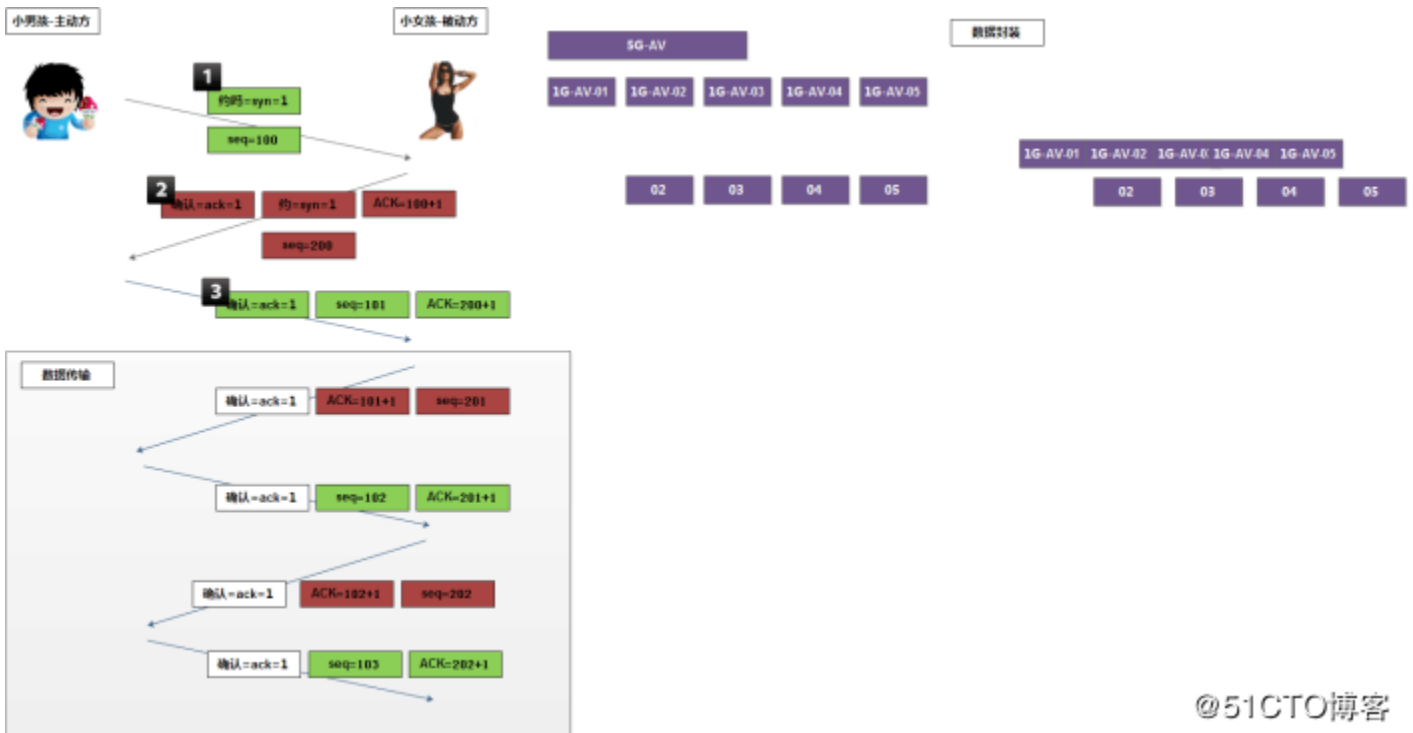 小男孩-主动方
小女孩-被动方
1
约吗=syn=1
seq=100
2
确认=ack=1 约=syn=1 ACK=100+1
seq=200
3
确认=ack=1 seq=101 ACK=200+1
数据传输
确认=ack=1 ACK=101+1 seq=201
确认=ack=1 seq=102 ACK=201+1
确认=ack=1 ACK=102+1 seq=202
确认=ack=1 seq=103 ACK=202+1
5G-AV
1G-AV-01 1G-AV-02 1G-AV-03 1G-AV-04 1G-AV-05
02 03 04 05
数据封装
1G-AV-01 1G-AV-02 1G-AV-0 1G-AV-04 1G-AV-05
02 03 04 05
@51CTO博客